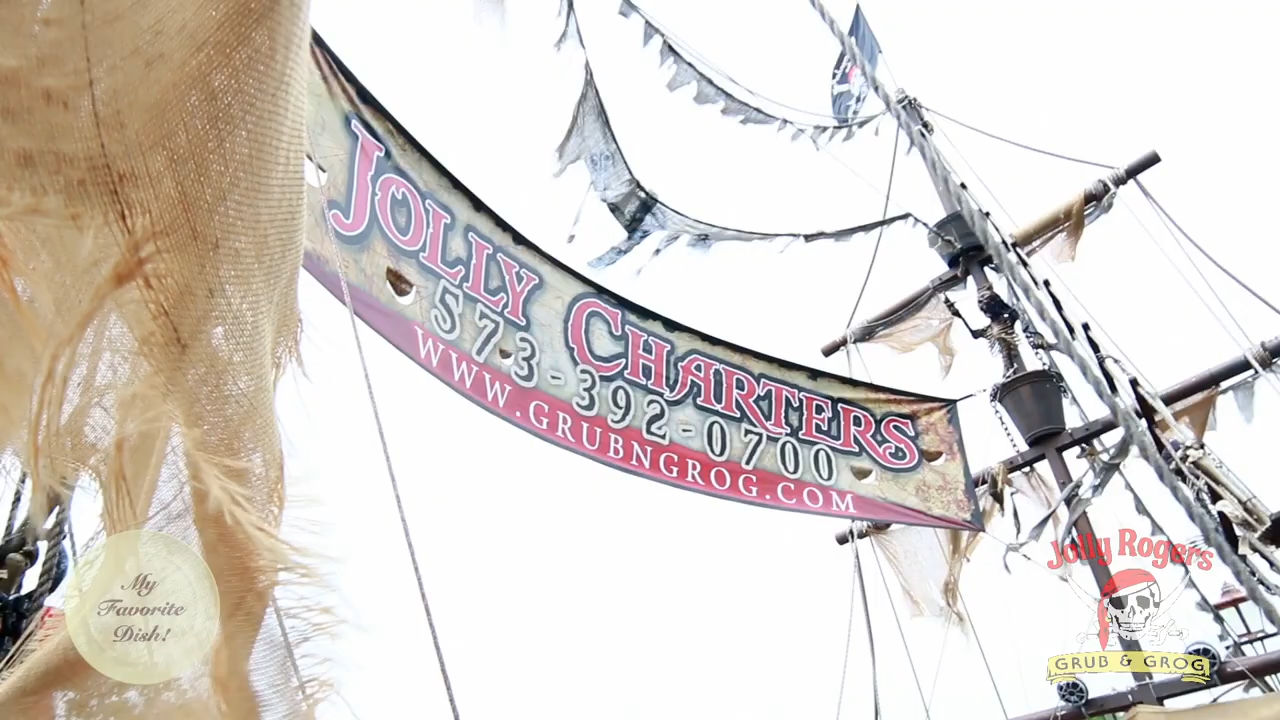 JOLLY CHARTERS
573-392-0700
WWW.GRUBNGROG.COM
My
Favorite
Dish!
Jolly Rogers
GRUB & GROG